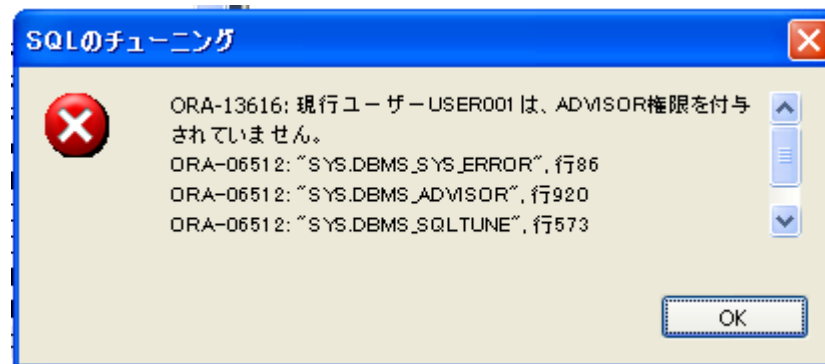 SQLのチューニング
ORA-13616: 現行ユーザーUSER001は、ADVISOR権限を付与
されていません。
ORA-06512: "SYS.DBMS_SYS_ERROR", 行86
ORA-06512: "SYS.DBMS_ADVISOR", 行920
ORA-06512: "SYS.DBMS_SQLTUNE", 行573
OK